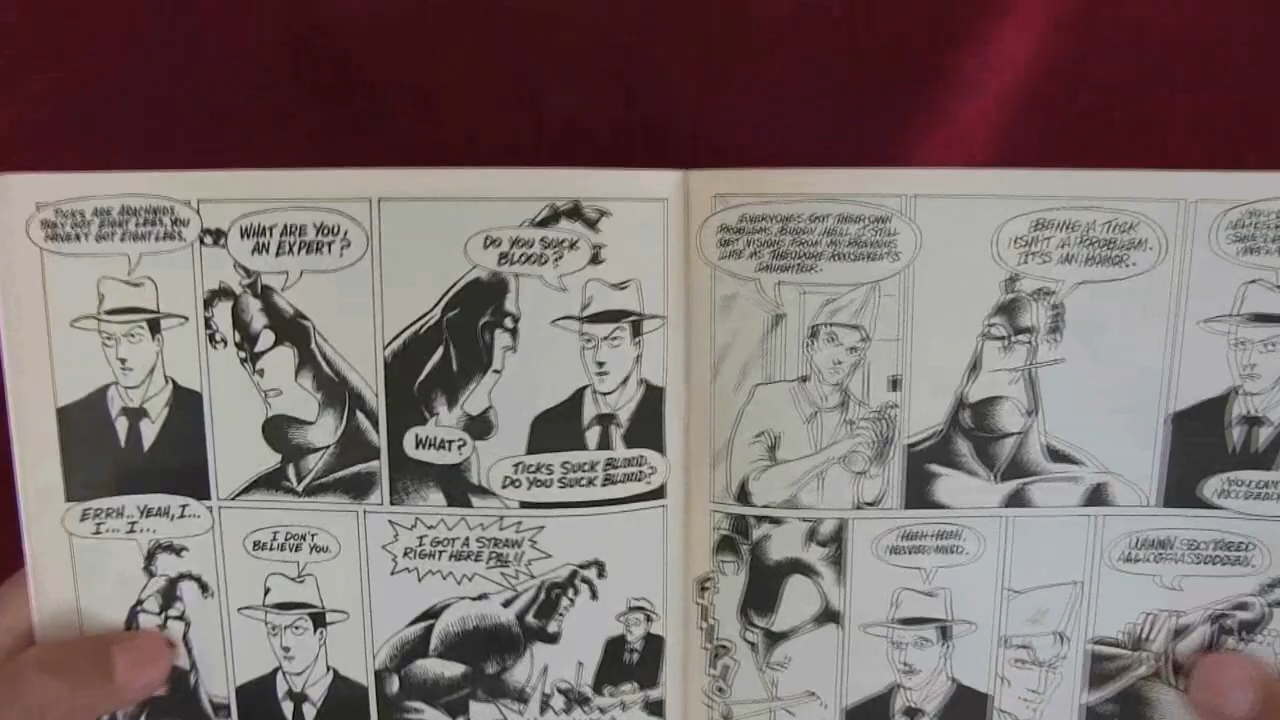 TICKS ARE ARACHNIDS.
THEY GOT EIGHT LEGS. YOU
HAVEN'T GOT EIGHT LEGS.
WHAT ARE YOU,
AN EXPERT?
DO YOU SUCK
BLOOD?
WHAT?
TICKS SUCK BLOOD.
DO YOU SUCK BLOOD?
ERRH.. YEAH, I...
I... I...
I DON'T
BELIEVE YOU.
I GOT A STRAW
RIGHT HERE PAL!!
EVERYONE'S GOT THEIR OWN
PROBLEMS, BUDDY. HELL, I STILL
GET VISIONS FROM MY PREVIOUS
LIFE AS THEODORE ROOSEVELT'S
DAUGHTER.
BEING A TICK
ISN'T A PROBLEM.
IT'S AN HONOR.
NEVERMIND.